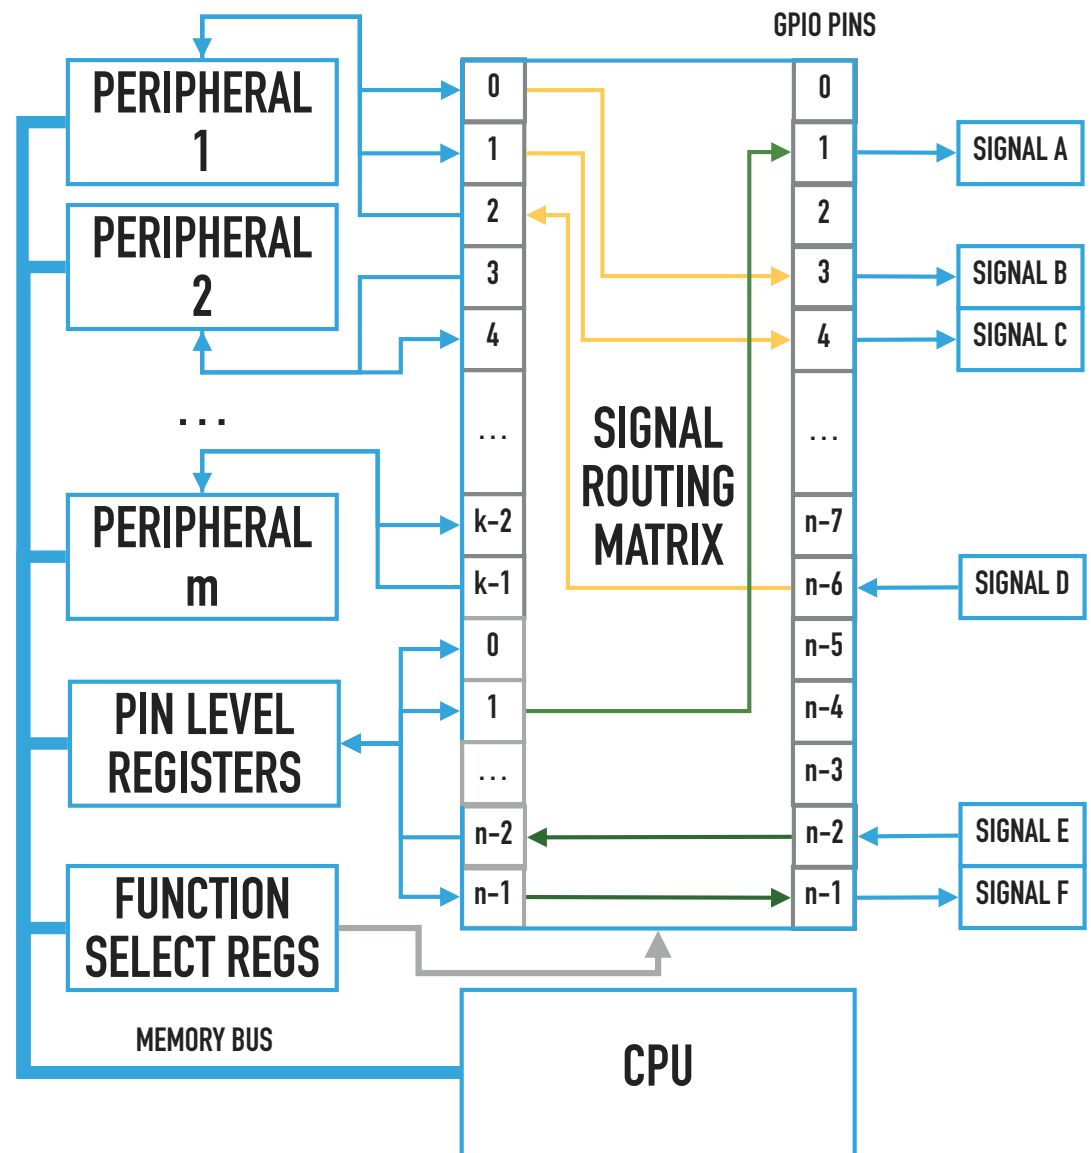 GPIO PINS
PERIPHERAL
1
PERIPHERAL
2
...
PERIPHERAL
m
PIN LEVEL
REGISTERS
FUNCTION
SELECT REGS
MEMORY BUS
0
1
2
3
4
...
k-2
k-1
0
1
...
n-2
n-1
SIGNAL
ROUTING
MATRIX
0
1
2
3
4
...
n-7
n-6
n-5
n-4
n-3
n-2
n-1
SIGNAL A
SIGNAL B
SIGNAL C
SIGNAL D
SIGNAL E
SIGNAL F
CPU